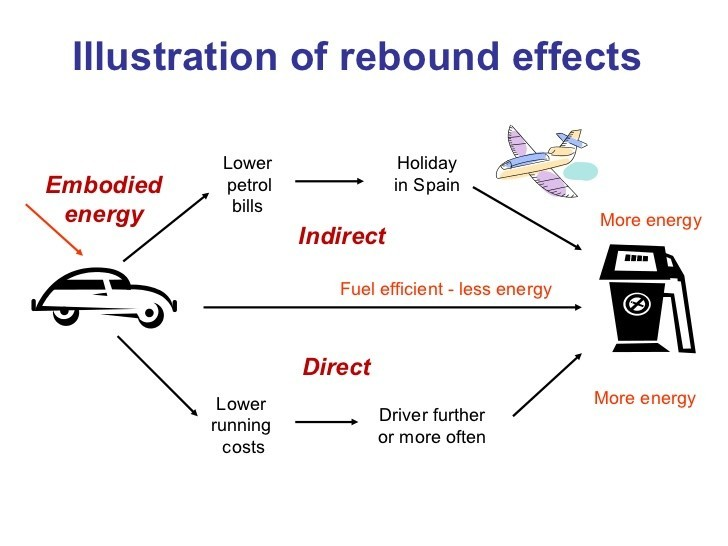 Illustration of rebound effects
Embodied
energy
Lower
petrol
bills
Holiday
in Spain
More energy
Indirect
Fuel efficient - less energy
Direct
Lower
running
costs
Driver further
or more often
More energy